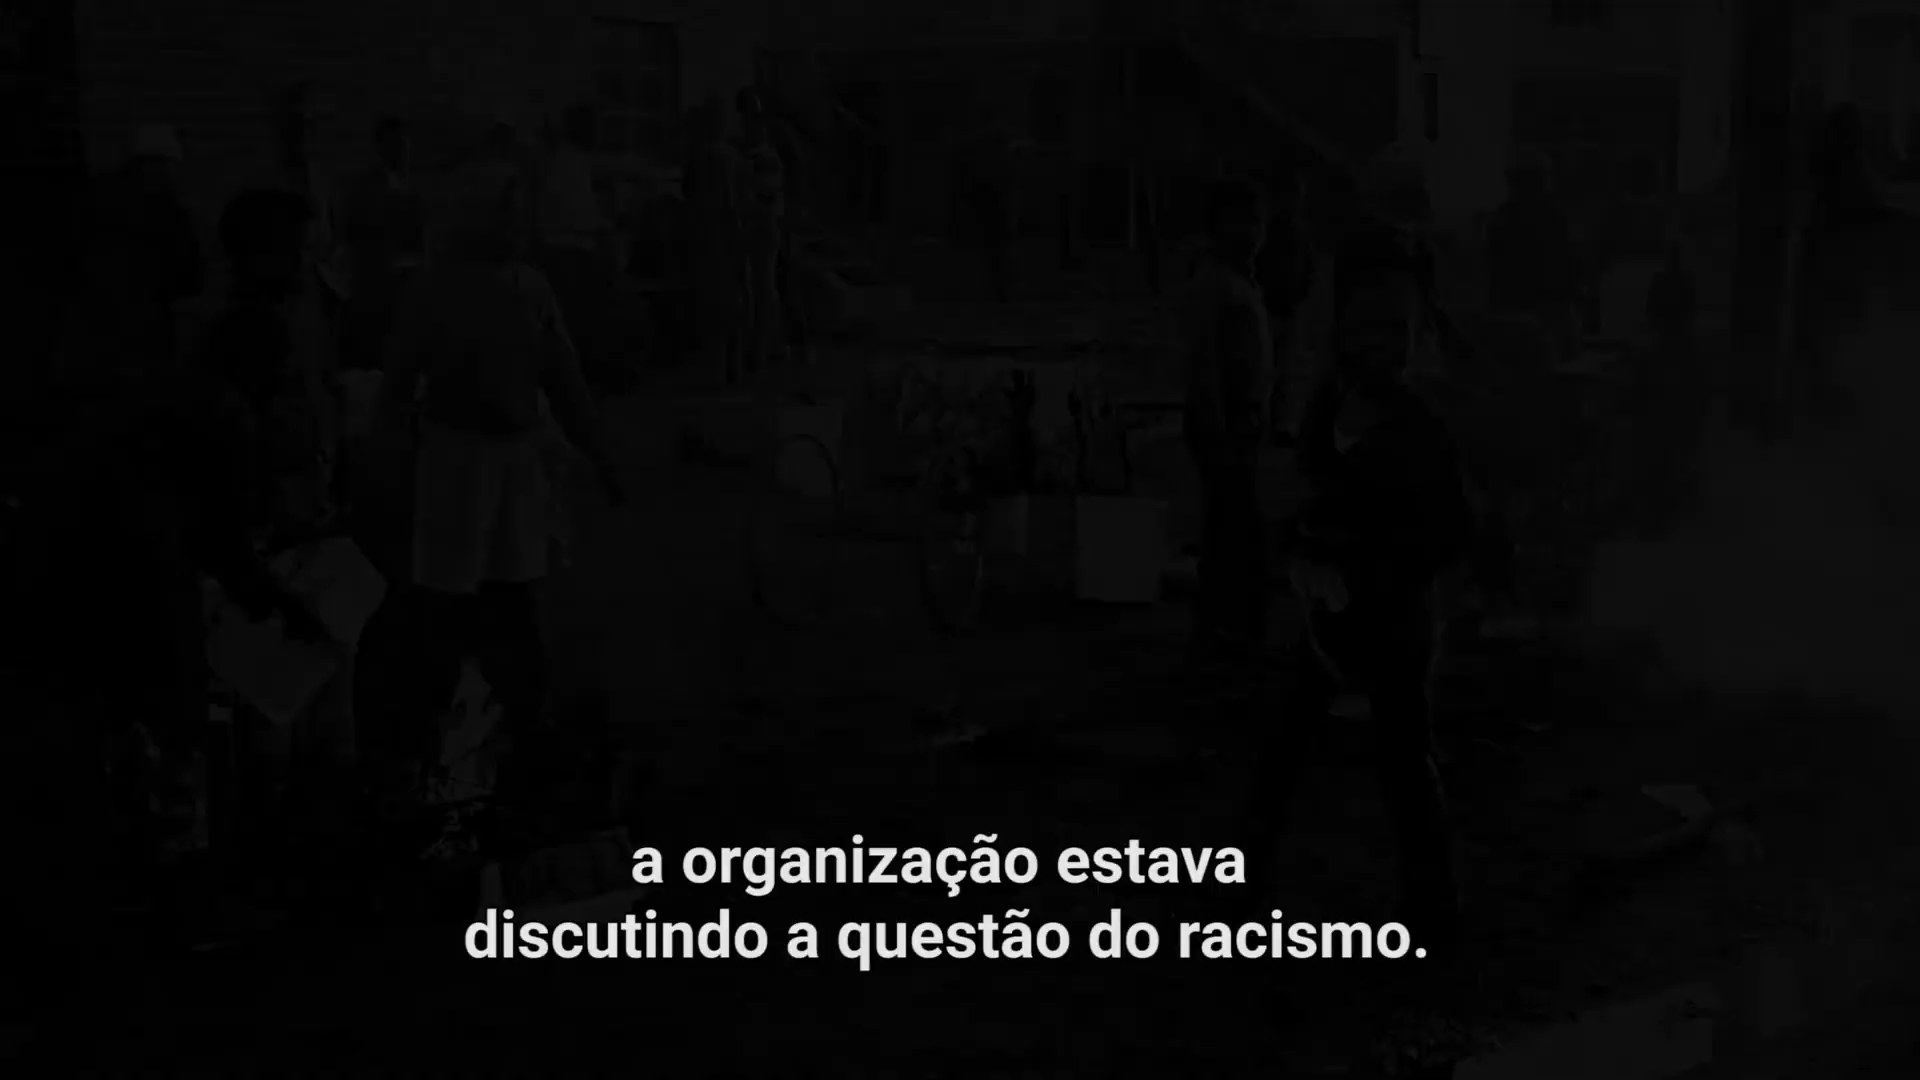 a organização estava
discutindo a questão do racismo.